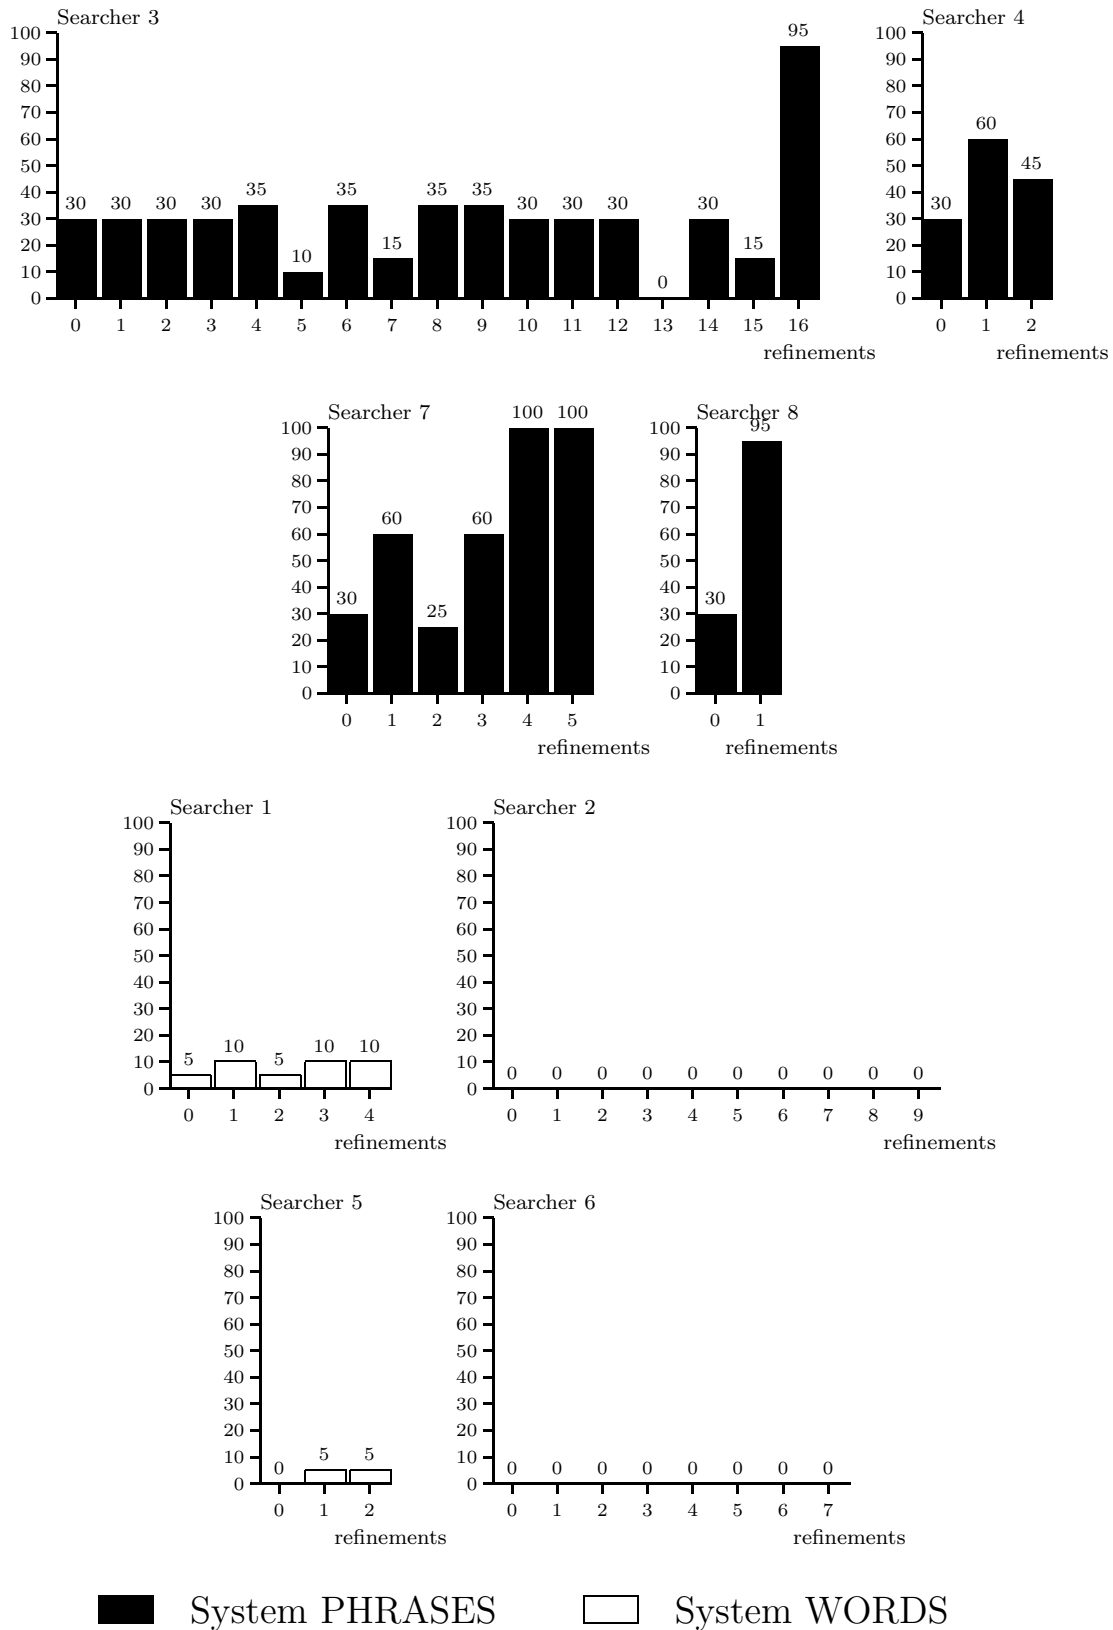 Searcher 3
100
90
80
70
60
50
40
30
20
10
0
30 30 30 30 35 10 35 15 35 35 30 30 30 0 30 15 95
0 1 2 3 4 5 6 7 8 9 10 11 12 13 14 15 16
refinements
Searcher 4
100
90
80
70
60
50
40
30
20
10
0
30 60 45
0 1 2
refinements
Searcher 7
100
90
80
70
60
50
40
30
20
10
0
30 60 25 60 100 100
0 1 2 3 4 5
refinements
Searcher 8
100
90
80
70
60
50
40
30
20
10
0
30 95
0 1
refinements
Searcher 1
100
90
80
70
60
50
40
30
20
10
0
5 10 5 10 10
0 1 2 3 4
refinements
Searcher 2
100
90
80
70
60
50
40
30
20
10
0
0 0 0 0 0 0 0 0 0 0
0 1 2 3 4 5 6 7 8 9
refinements
Searcher 5
100
90
80
70
60
50
40
30
20
10
0
0 5 5
0 1 2
refinements
Searcher 6
100
90
80
70
60
50
40
30
20
10
0
0 0 0 0 0 0 0 0
0 1 2 3 4 5 6 7
refinements
System PHRASES
System WORDS